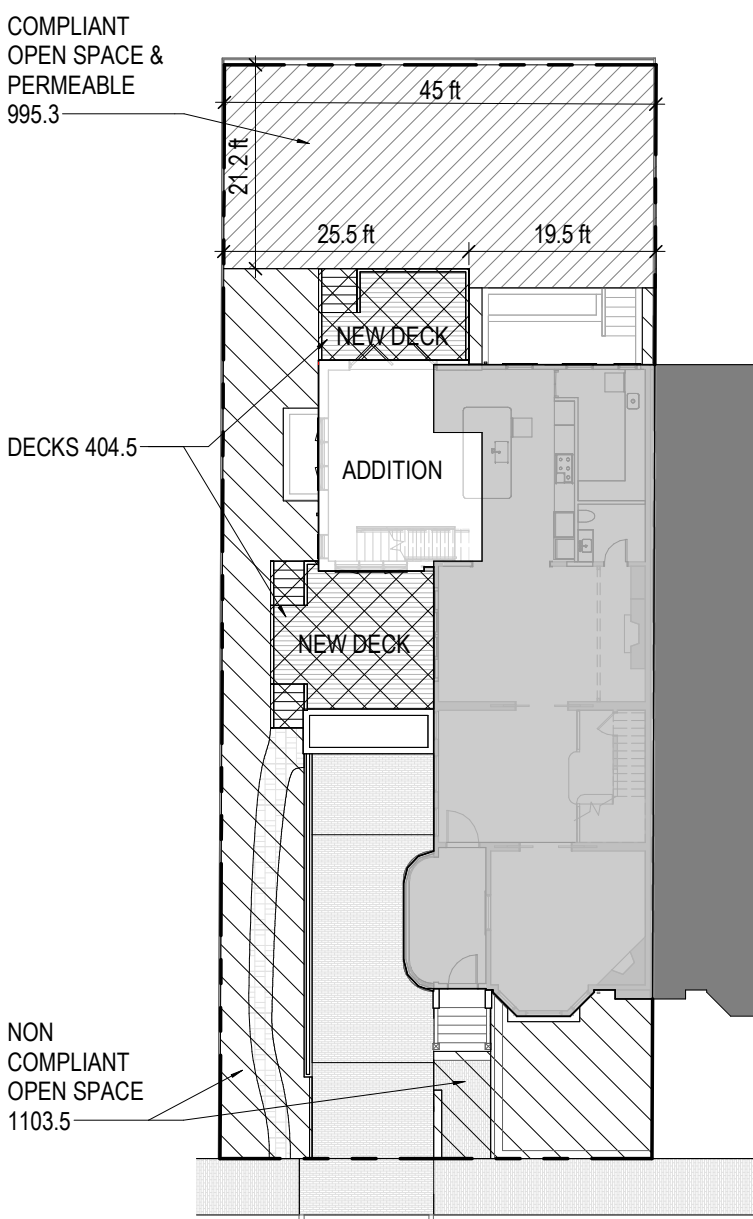 COMPLIANT
OPEN SPACE &
PERMEABLE
995.3
45 ft
21.2 ft
25.5 ft
19.5 ft
NEW DECK
DECKS 404.5
ADDITION
NEW DECK
NON
COMPLIANT
OPEN SPACE
1103.5